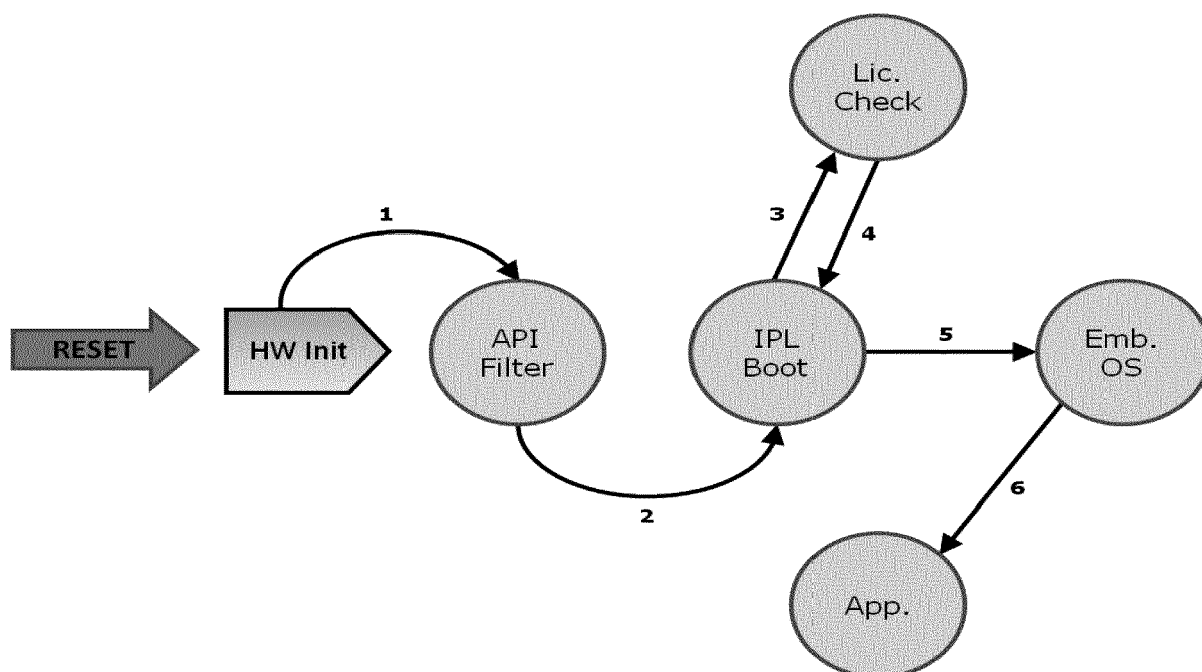 Lic.
Check
1
3
4
RESET
HW Init
API
Filter
IPL
Boot
5
Emb.
OS
2
6
App.